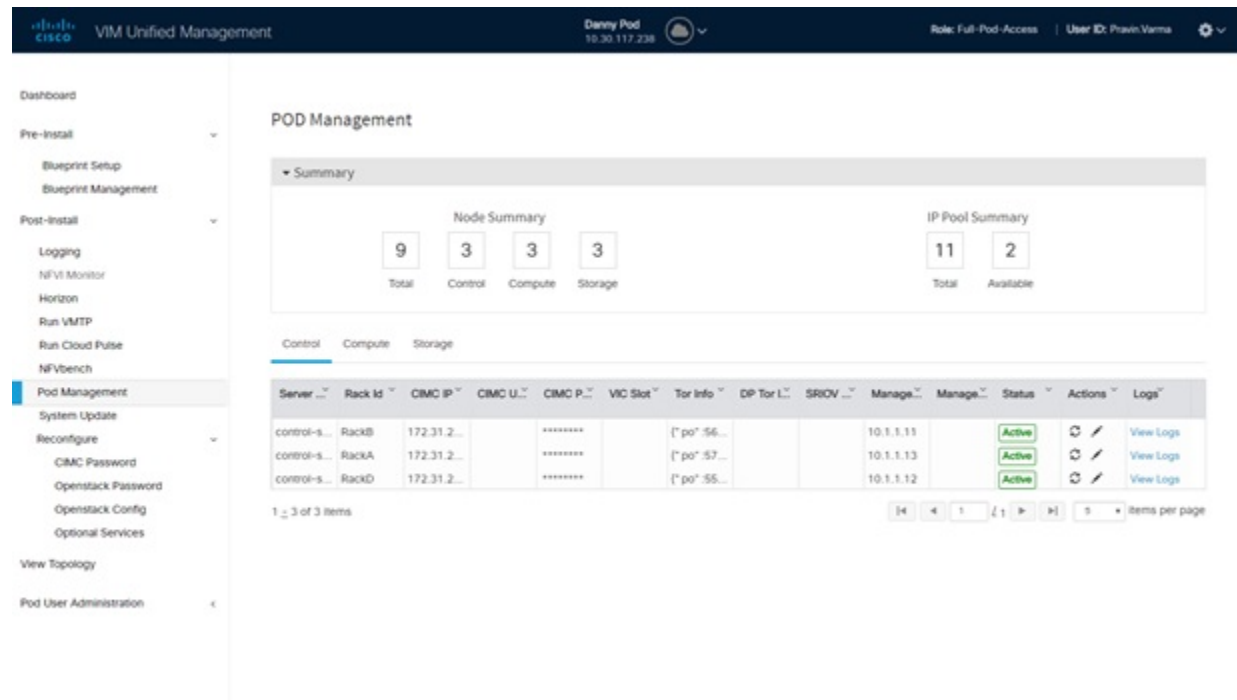 CISCO VIM Unified Management
Danny Pod
10.30.117.238
Role: Full-Pod-Access | User ID: Pravin.Varma
Dashboard
Pre-Install
Blueprint Setup
Blueprint Management
Post-Install
Logging
NFVI Monitor
Horizon
Run VMTP
Run Cloud Pulse
NFVbench
Pod Management
System Update
Reconfigure
CIMC Password
Openstack Password
Openstack Config
Optional Services
View Topology
Pod User Administration
POD Management
Summary
Node Summary
9 3 3 3
Total Control Compute Storage
IP Pool Summary
11 2
Total Available
Control Compute Storage
Server ... Rack Id CIMC IP CIMC U... CIMC P... VIC Slot Tor Info DP Tor I... SRIOV ... Manage... Manage... Status Actions Logs
control-s... RackB 172.31.2... ******** {"po":56... 10.1.1.11 Active View Logs
control-s... RackA 172.31.2... ******** {"po":57... 10.1.1.13 Active View Logs
control-s... RackD 172.31.2... ******** {"po":55... 10.1.1.12 Active View Logs
1 - 3 of 3 items
1 / 1 5 items per page